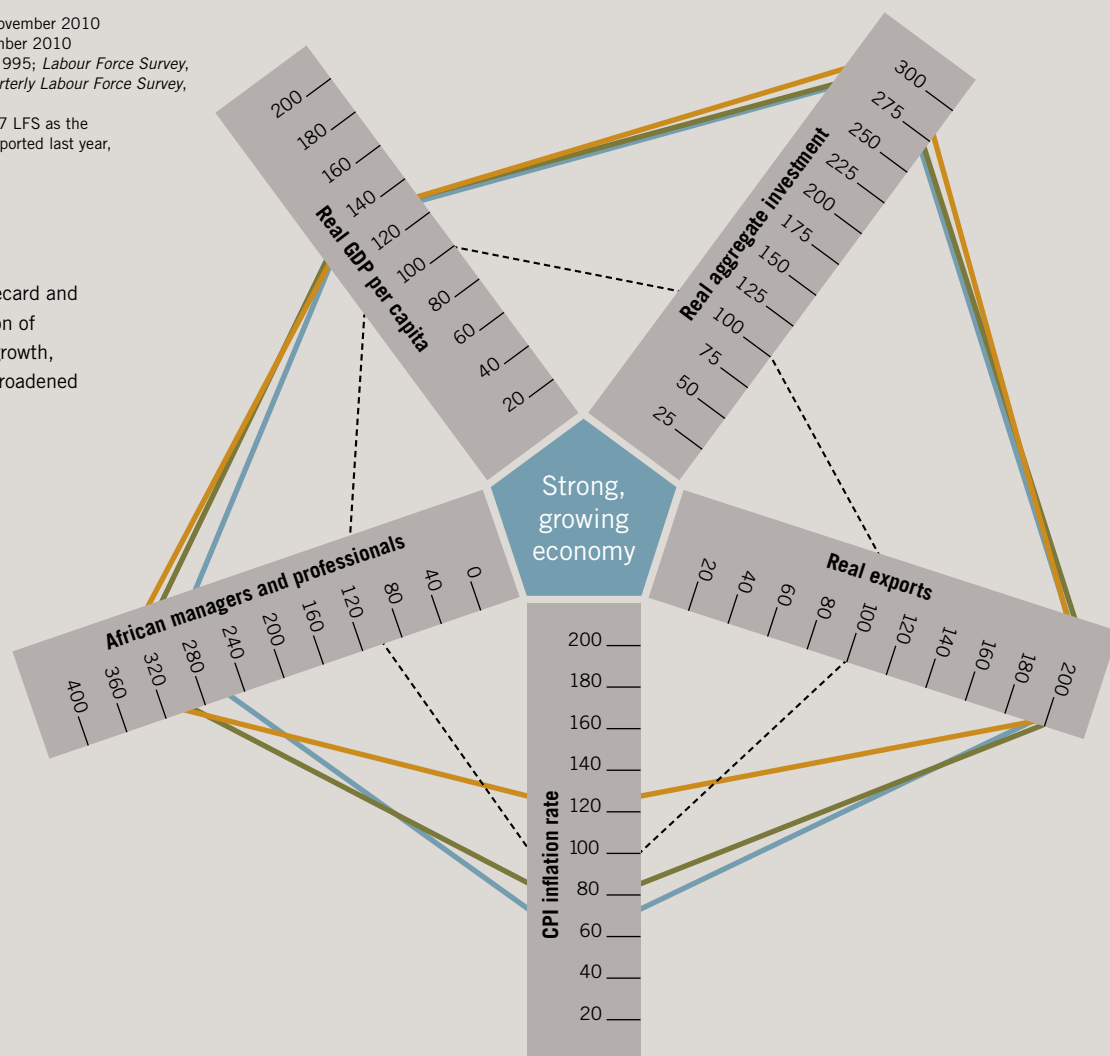 ovember 2010
mber 2010
995; Labour Force Survey,
rterly Labour Force Survey,
7 LFS as the
ported last year,
ecard and
on of
growth,
roadened
Real GDP per capita
200
180
160
140
120
100
80
60
40
20
Real aggregate investment
300
275
250
225
200
175
150
125
100
75
50
25
Strong,
growing
economy
African managers and professionals
400
360
320
280
240
200
160
120
80
40
0
Real exports
20
40
60
80
100
120
140
160
180
200
CPI inflation rate
200
180
160
140
120
100
80
60
40
20